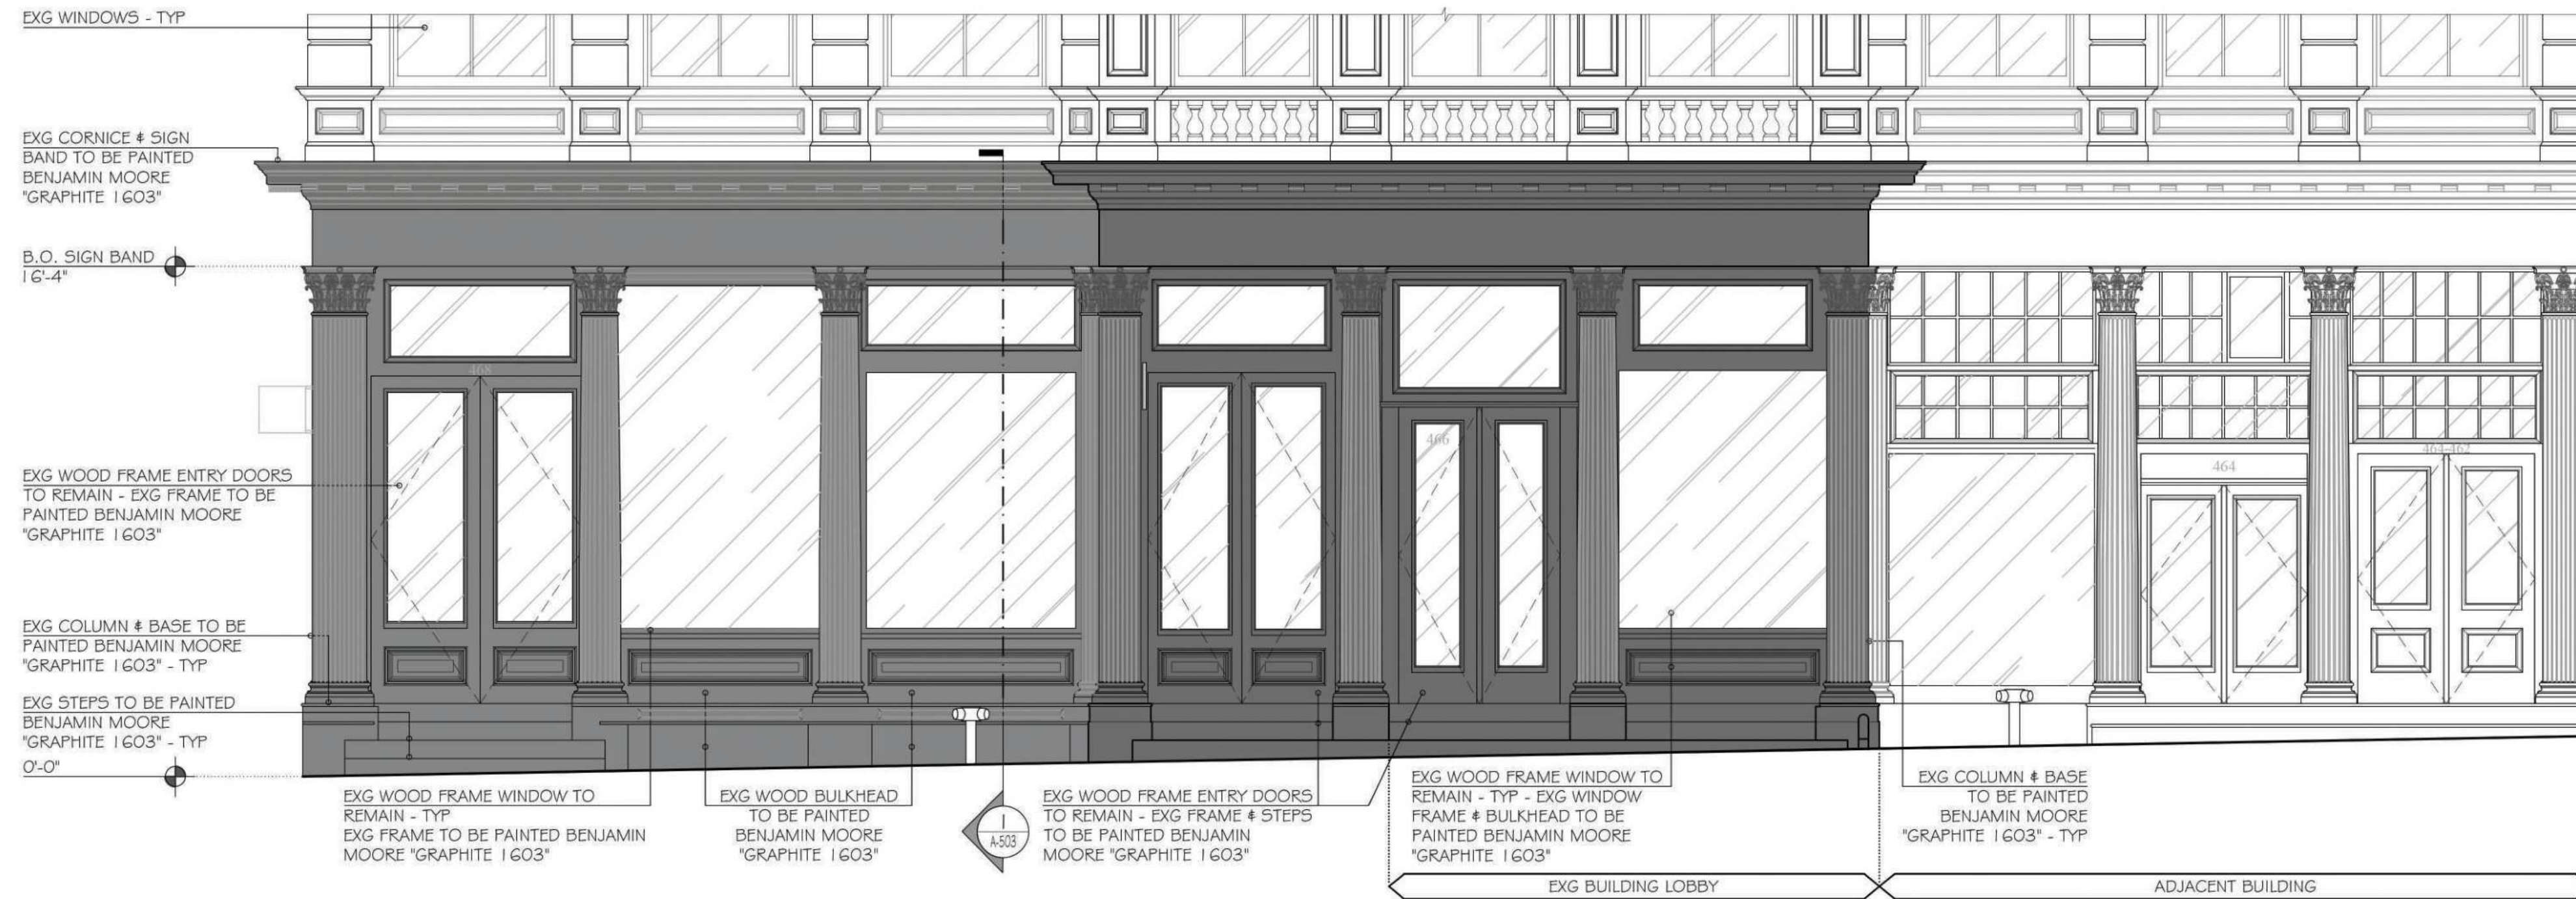 EXG WINDOWS - TYP
EXG CORNICE & SIGN
BAND TO BE PAINTED
BENJAMIN MOORE
"GRAPHITE 1603"
B.O. SIGN BAND
16'-4"
468
466
464
464-462
EXG WOOD FRAME ENTRY DOORS
TO REMAIN - EXG FRAME TO BE
PAINTED BENJAMIN MOORE
"GRAPHITE 1603"
EXG COLUMN & BASE TO BE
PAINTED BENJAMIN MOORE
"GRAPHITE 1603" - TYP
EXG STEPS TO BE PAINTED
BENJAMIN MOORE
"GRAPHITE 1603" - TYP
0'-0"
EXG WOOD FRAME WINDOW TO
REMAIN - TYP
EXG FRAME TO BE PAINTED BENJAMIN
MOORE "GRAPHITE 1603"
EXG WOOD BULKHEAD
TO BE PAINTED
BENJAMIN MOORE
"GRAPHITE 1603"
1
A-503
EXG WOOD FRAME ENTRY DOORS
TO REMAIN - EXG FRAME & STEPS
TO BE PAINTED BENJAMIN
MOORE "GRAPHITE 1603"
EXG WOOD FRAME WINDOW TO
REMAIN - TYP - EXG WINDOW
FRAME & BULKHEAD TO BE
PAINTED BENJAMIN MOORE
"GRAPHITE 1603"
EXG COLUMN & BASE
TO BE PAINTED
BENJAMIN MOORE
"GRAPHITE 1603" - TYP
EXG BUILDING LOBBY
ADJACENT BUILDING